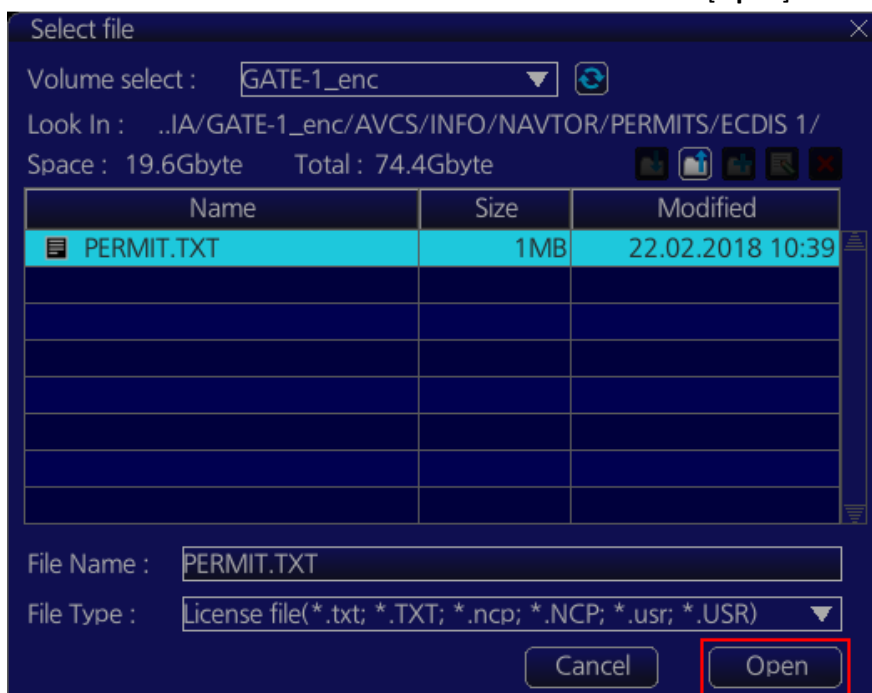 Select file
Volume select : GATE-1_enc
Look In : ..IA/GATE-1_enc/AVCS/INFO/NAVTOR/PERMITS/ECDIS 1/
Space : 19.6Gbyte Total : 74.4Gbyte
Name Size Modified
PERMIT.TXT 1MB 22.02.2018 10:39
File Name : PERMIT.TXT
File Type : License file(*.txt; *.TXT; *.ncp; *.NCP; *.usr; *.USR)
Cancel Open